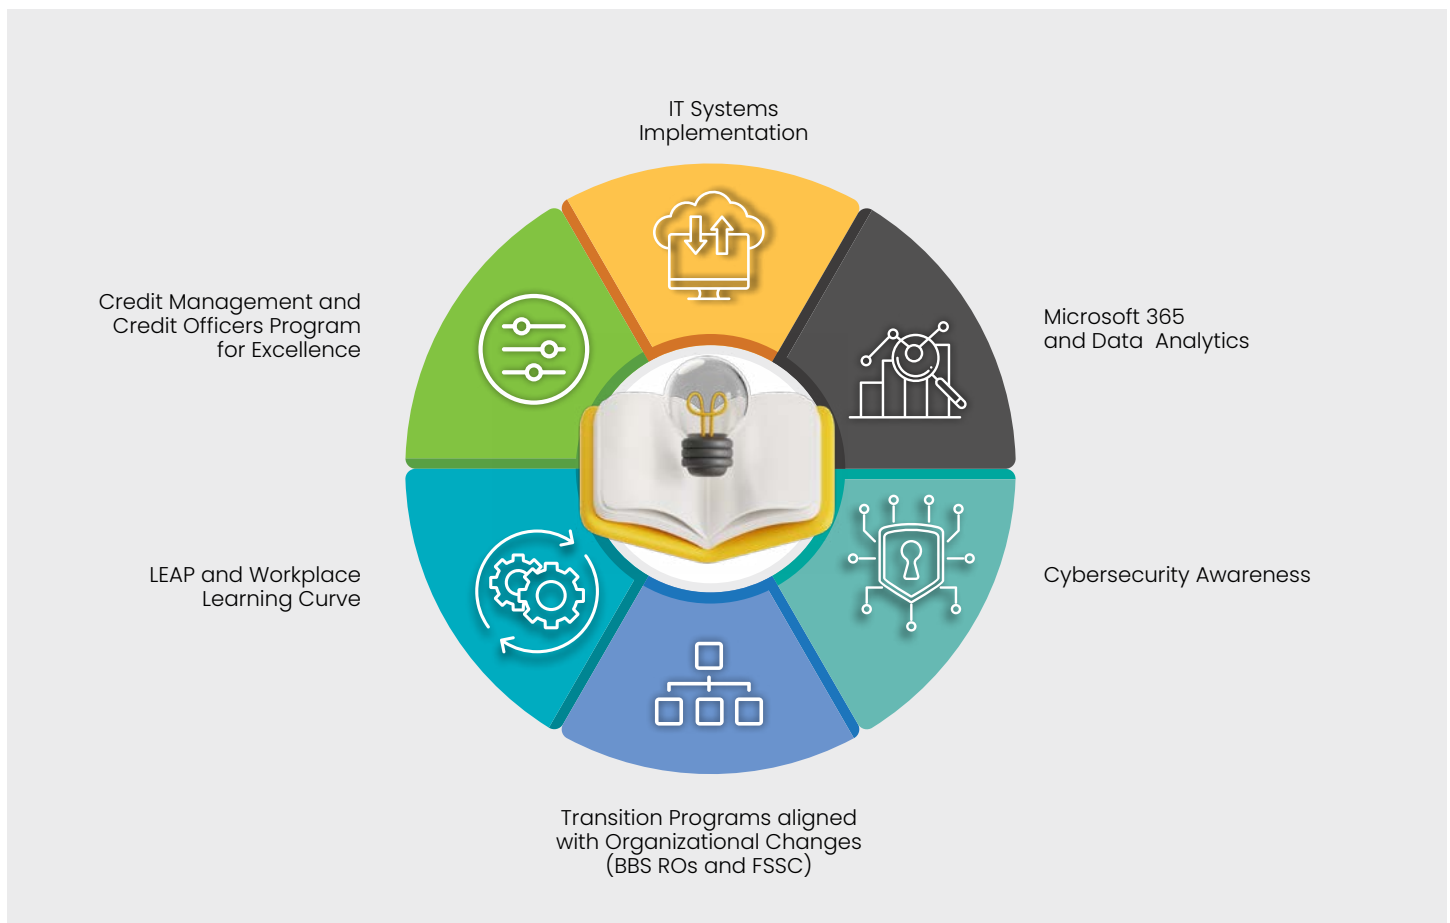 IT Systems
Implementation
Credit Management and
Credit Officers Program
for Excellence
Microsoft 365
and Data  Analytics
LEAP and Workplace
Learning Curve
Cybersecurity Awareness
Transition Programs aligned
with Organizational Changes
(BBS ROs and FSSC)